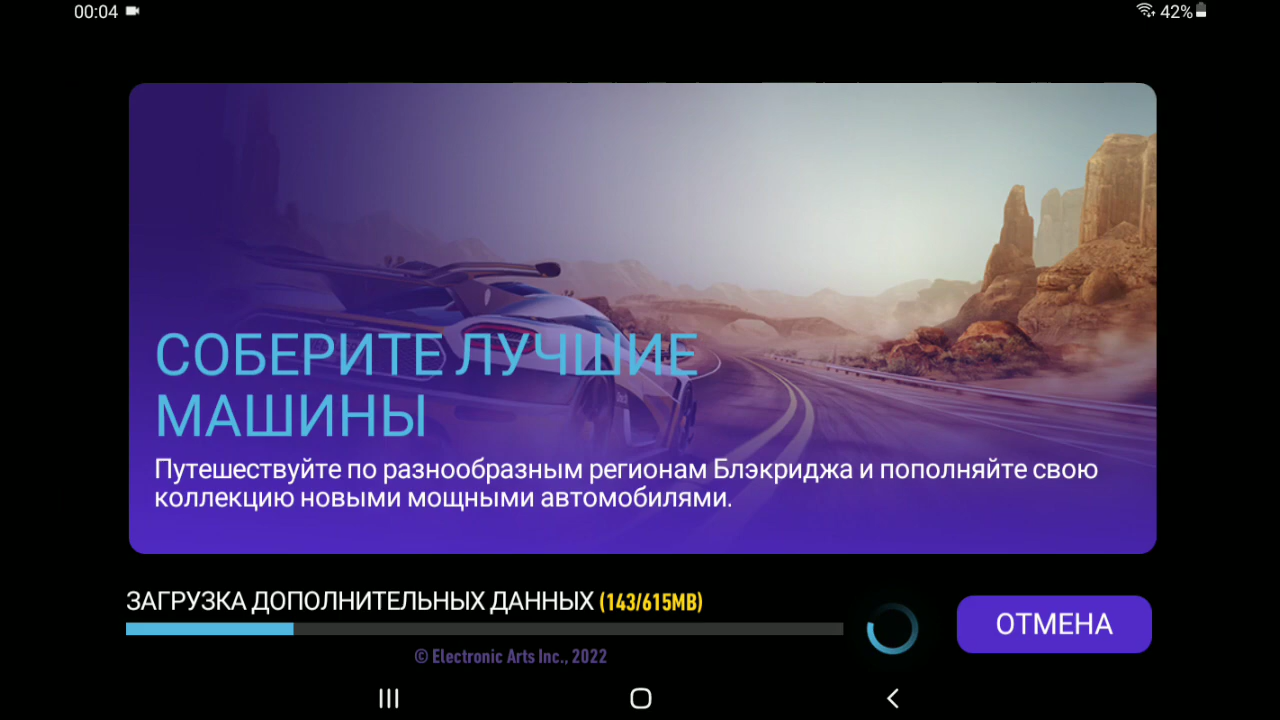 00:04
42%
СОБЕРИТЕ ЛУЧШИЕ
МАШИНЫ
Путешествуйте по разнообразным регионам Блэкриджа и пополняйте свою
коллекцию новыми мощными автомобилями.
ЗАГРУЗКА ДОПОЛНИТЕЛЬНЫХ ДАННЫХ (143/615MB)
ОТМЕНА
© Electronic Arts Inc., 2022